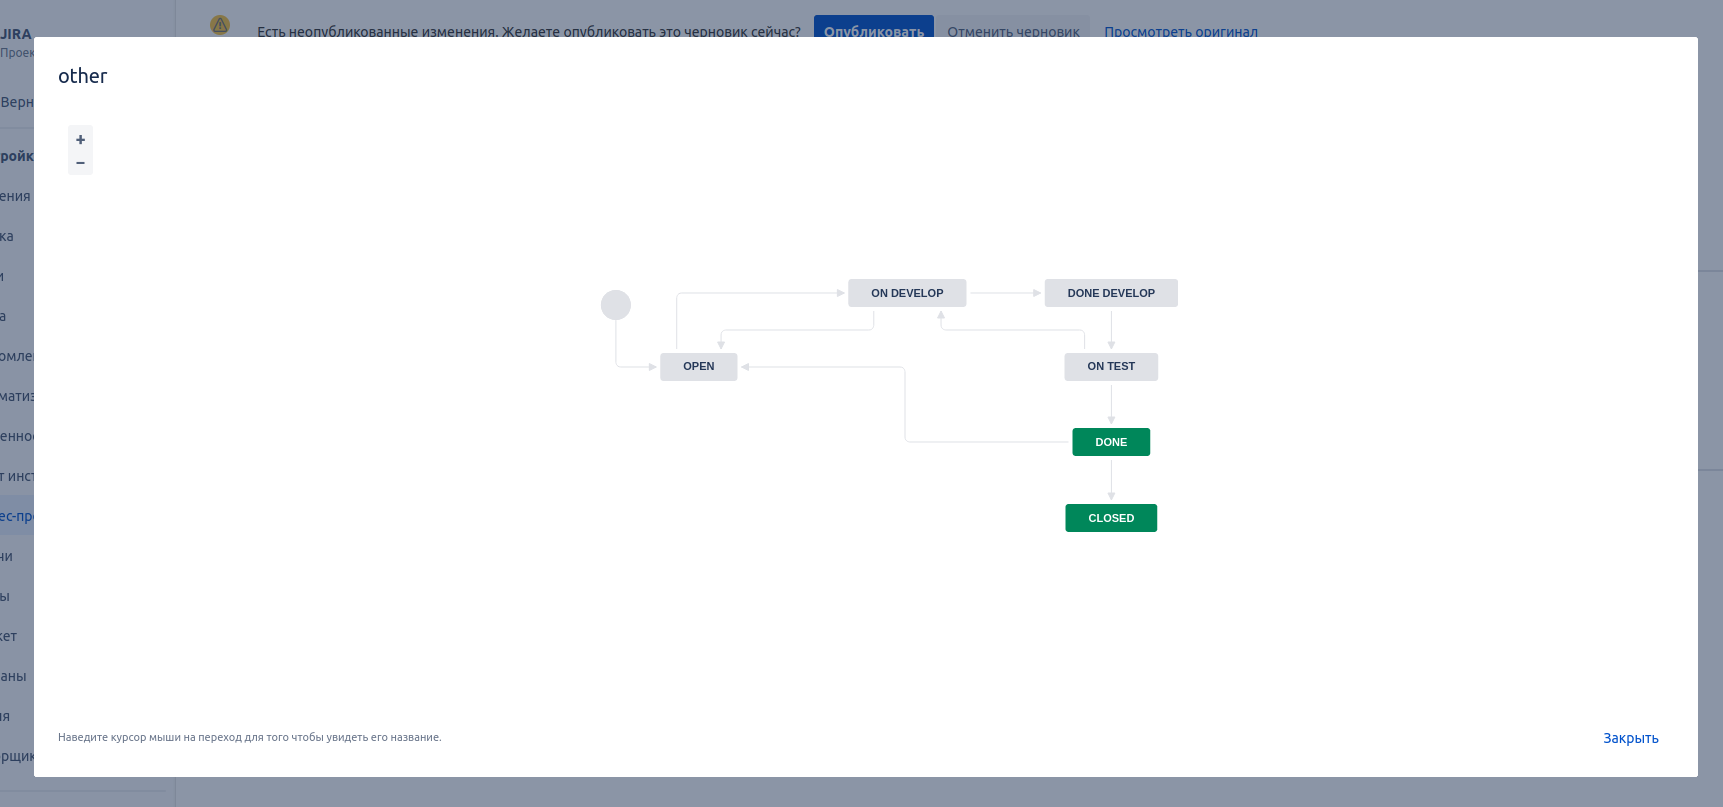 JIRA
Есть неопубликованные изменения. Желаете опубликовать это черновик сейчас? Опубликовать Отменить черновик Просмотреть оригинал
Проек
other
Верн
+
ройк
−
ения
ка
и
ON DEVELOP DONE DEVELOP
а
омле
OPEN ON TEST
матиз
енно
DONE
т инст
ес-пр
CLOSED
чи
ы
кет
аны
ия
Наведите курсор мыши на переход для того чтобы увидеть его название.
Закрыть
рщик